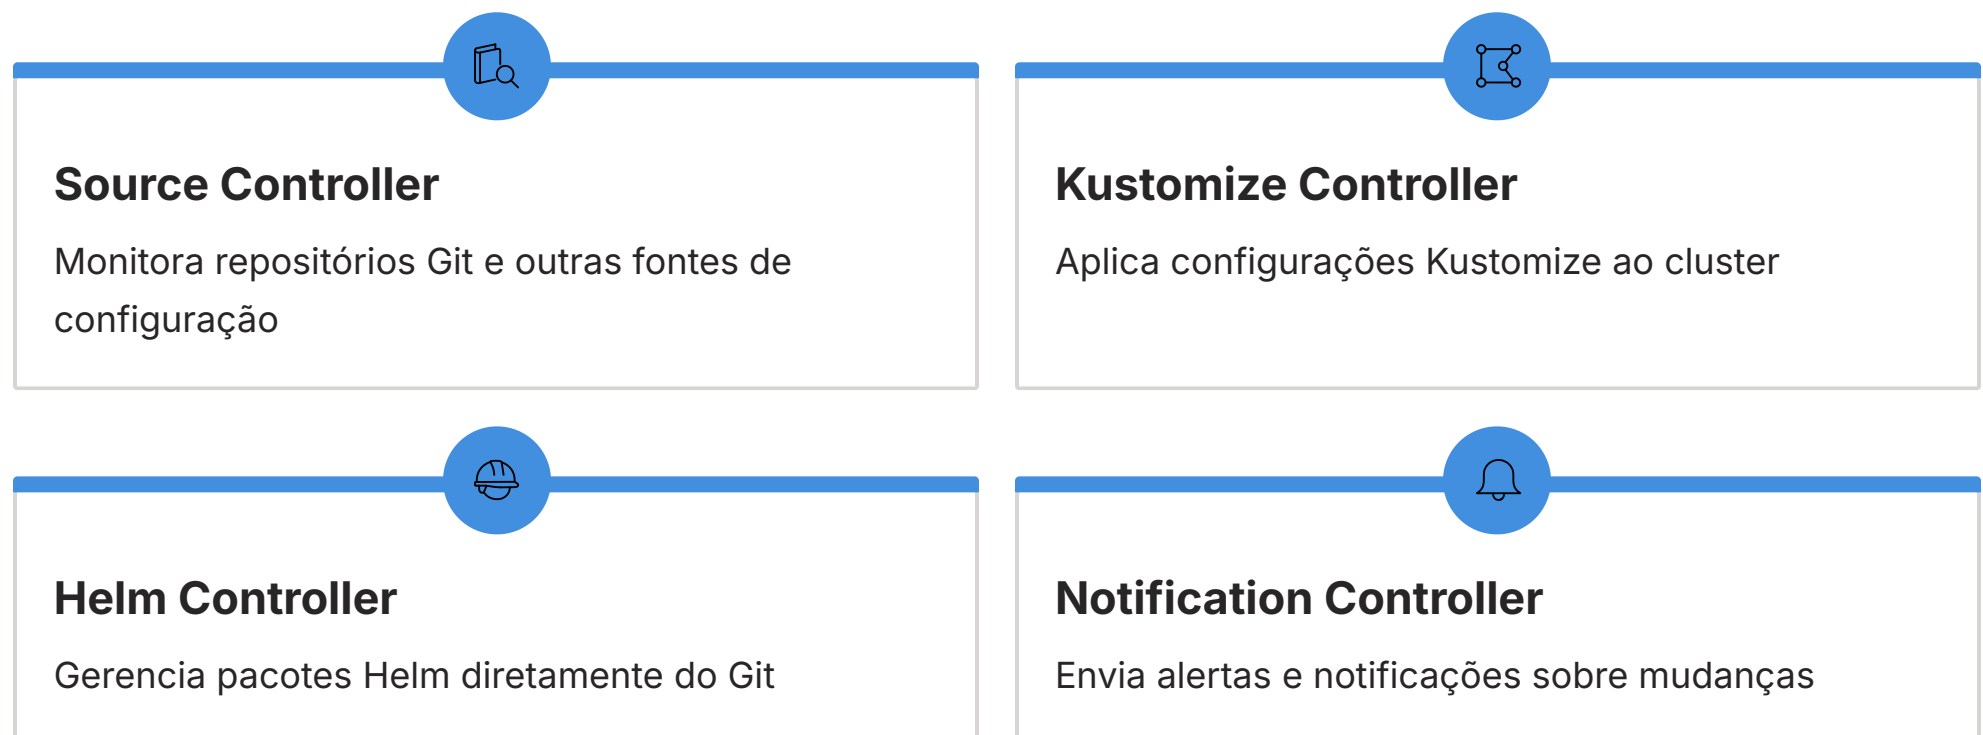 Source Controller
Monitora repositórios Git e outras fontes de
configuração
Kustomize Controller
Aplica configurações Kustomize ao cluster
Helm Controller
Gerencia pacotes Helm diretamente do Git
Notification Controller
Envia alertas e notificações sobre mudanças